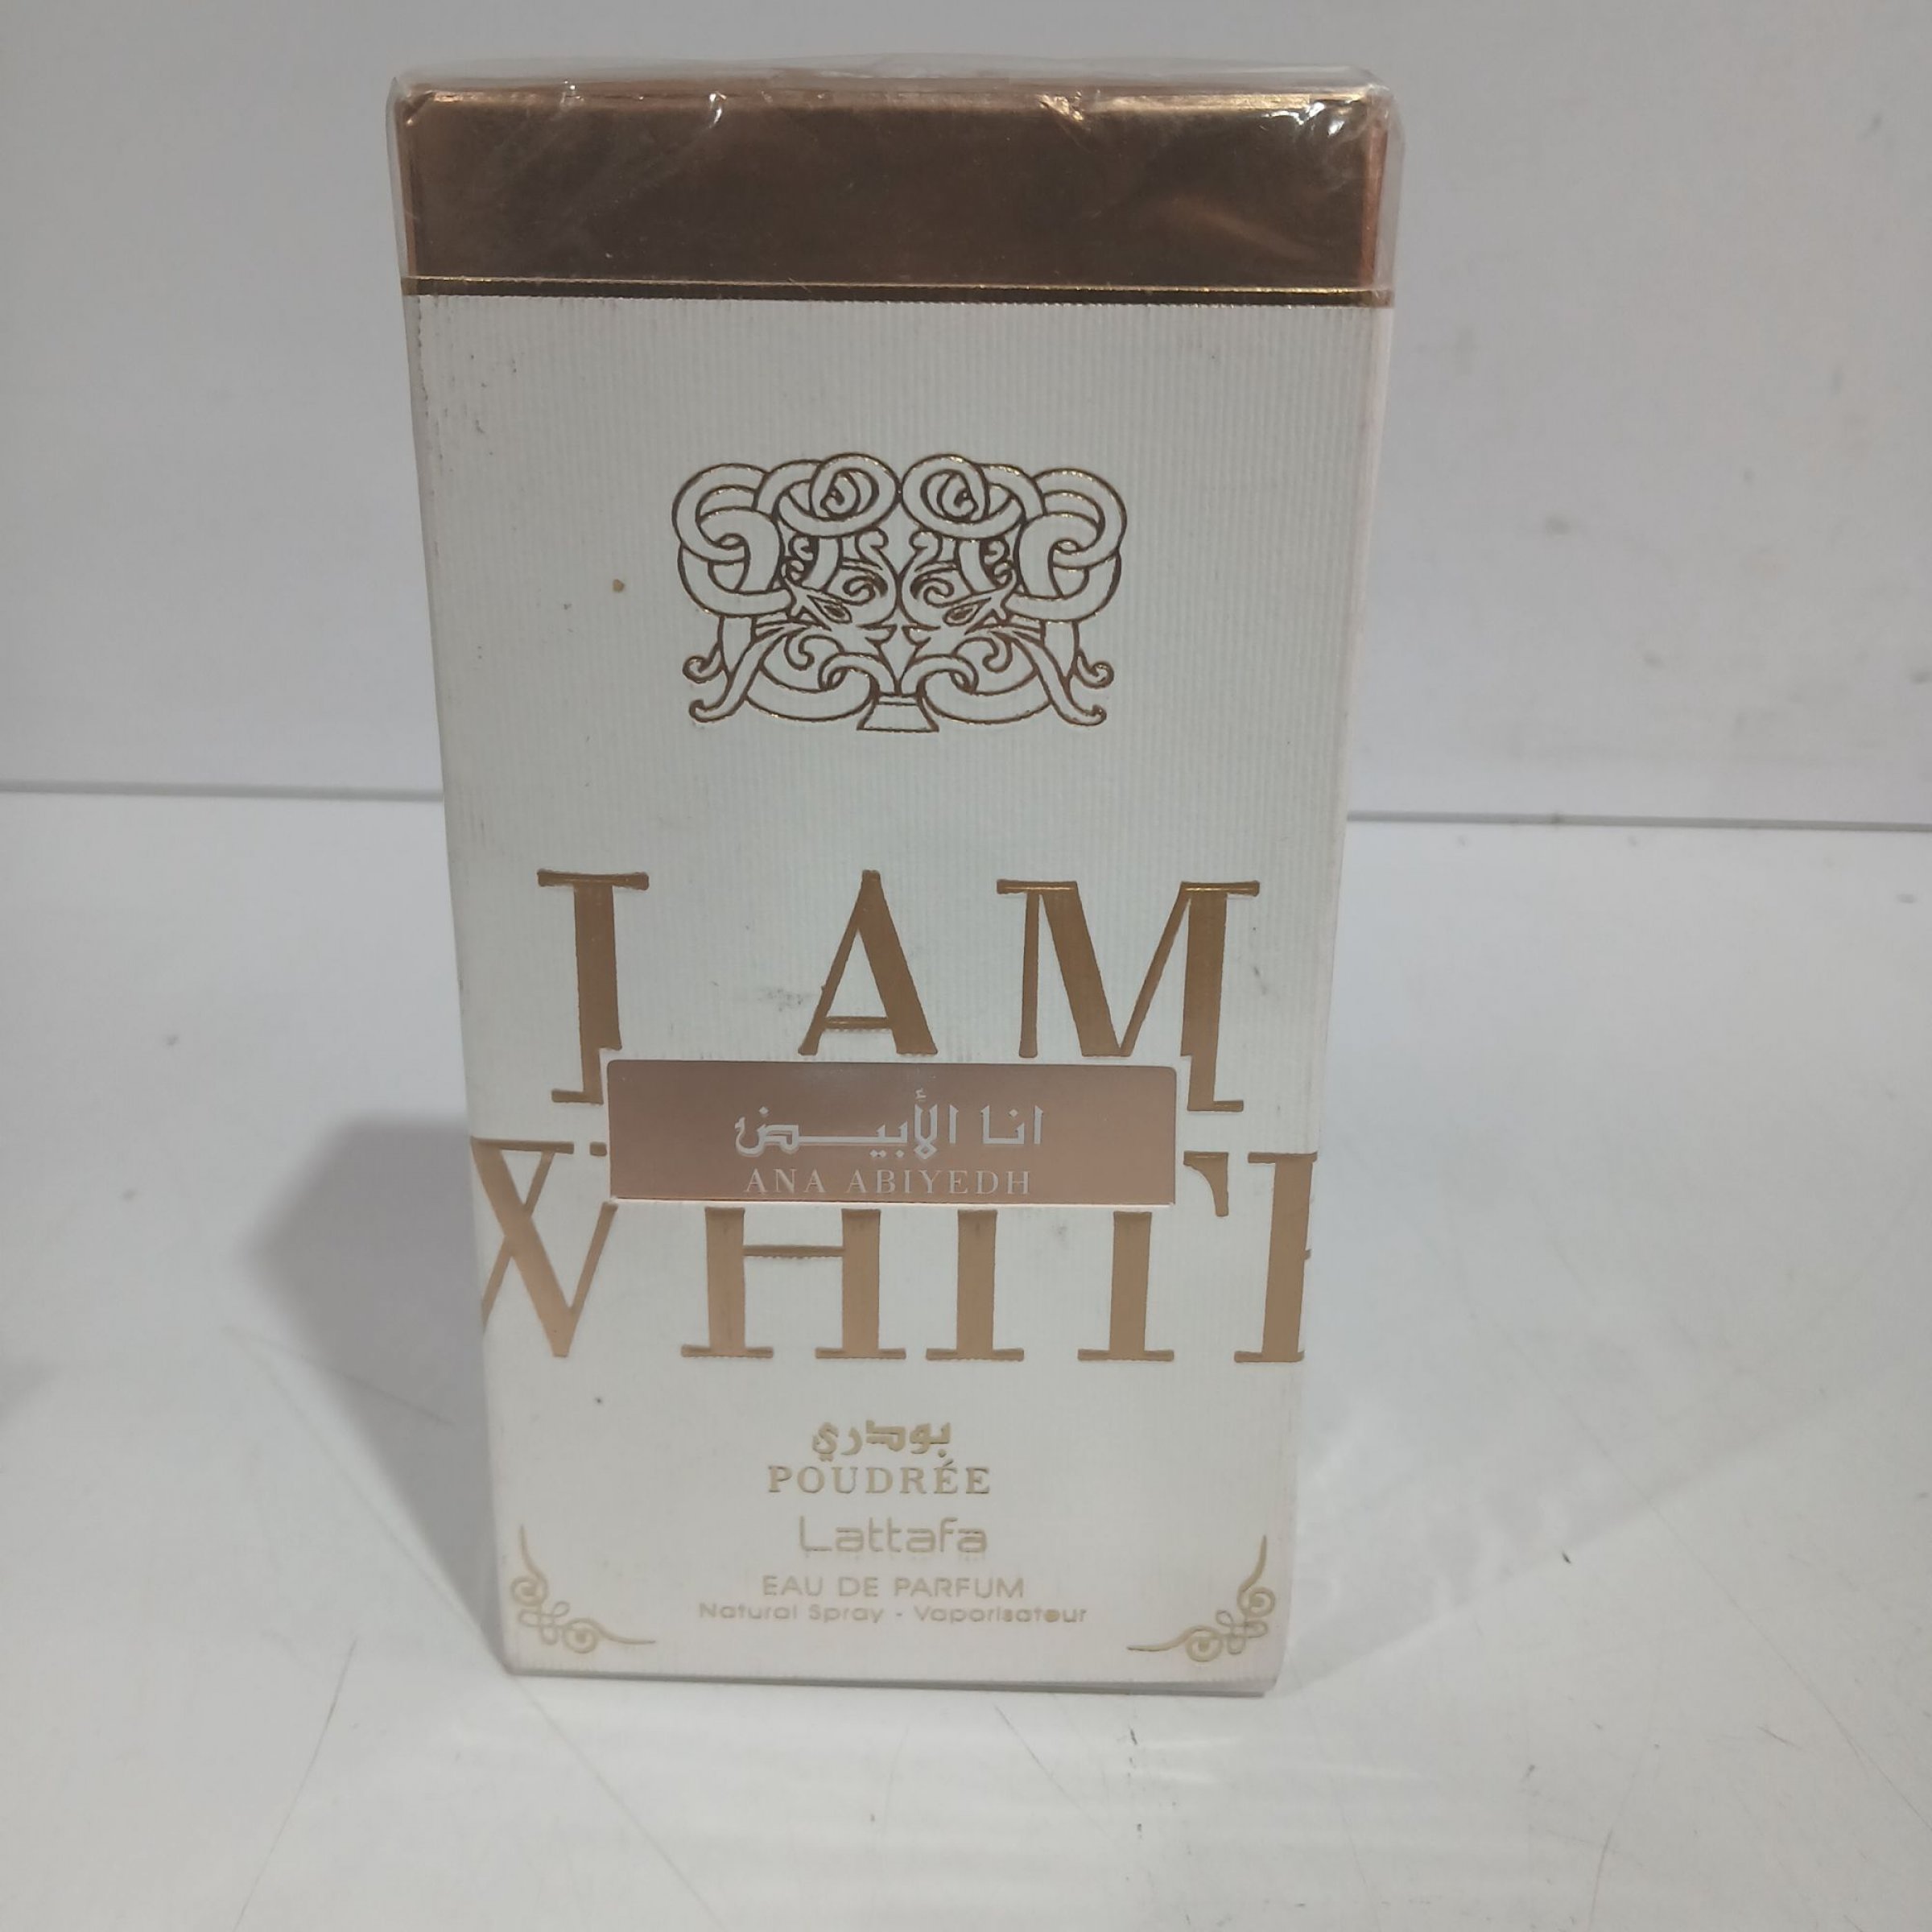 I AM
انا الأبيض
ANA ABIYEDH
WHITE
بودري
POUDRÉE
Lattafa
EAU DE PARFUM
Natural Spray - Vaporisateur